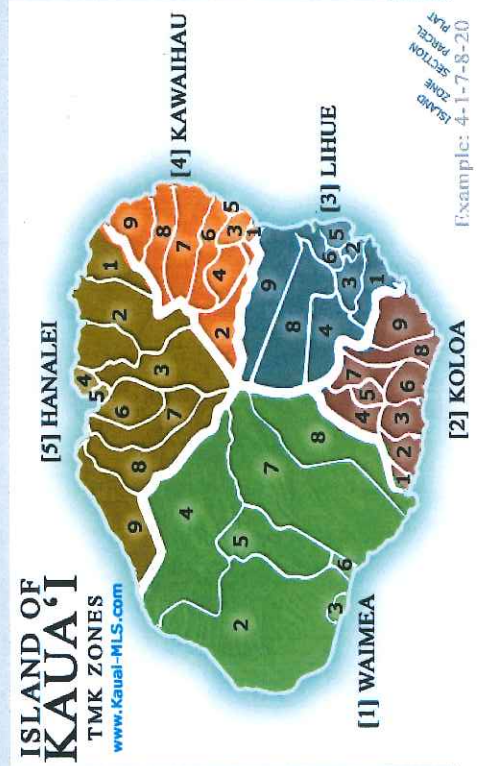 ISLAND OF
KAUAʻI
TMK ZONES
www.Kauai-MLS.com
[5] HANALEI
1
2
3
4
5
6
7
8
9
[4] KAWAIHAU
9
8
7
6
5
3
1
4
2
[3] LIHUE
9
8
4
6
5
2
3
1
[2] KOLOA
1
2
3
4
5
6
7
8
9
[1] WAIMEA
2
3
4
5
6
7
8
ISLAND
ZONE
SECTION
PLAT
PARCEL
Example: 4-1-7-8-20